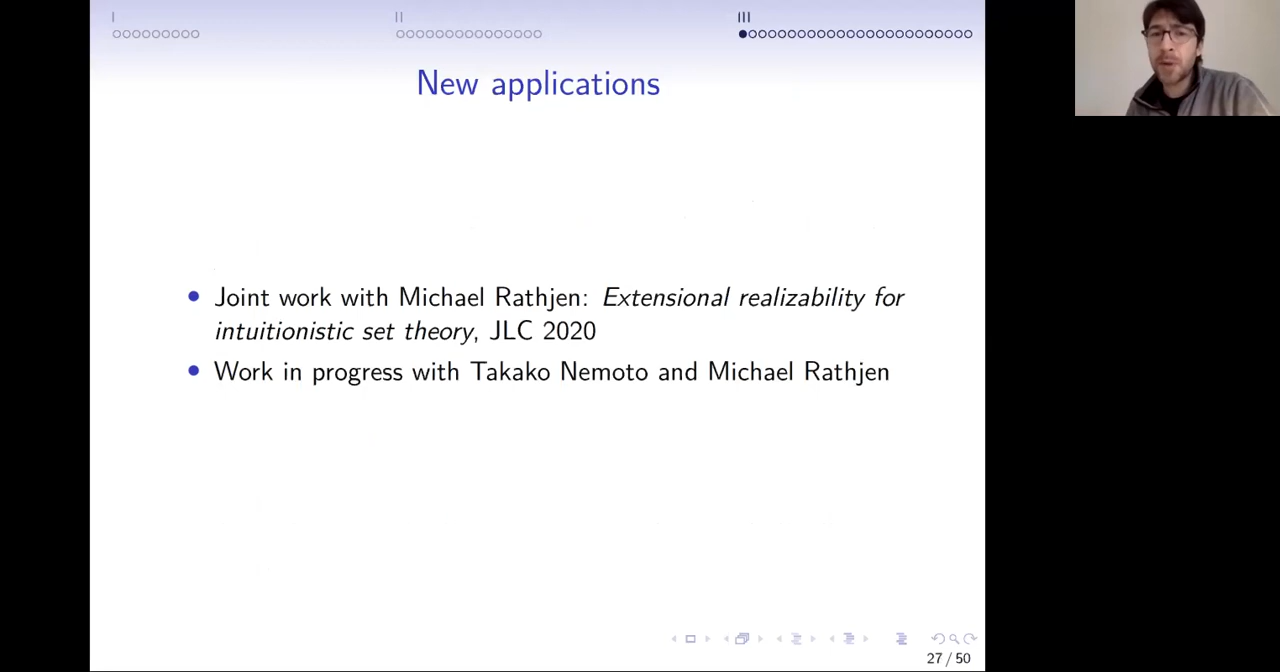 I II III
New applications
Joint work with Michael Rathjen: Extensional realizability for
intuitionistic set theory, JLC 2020
Work in progress with Takako Nemoto and Michael Rathjen
27 / 50